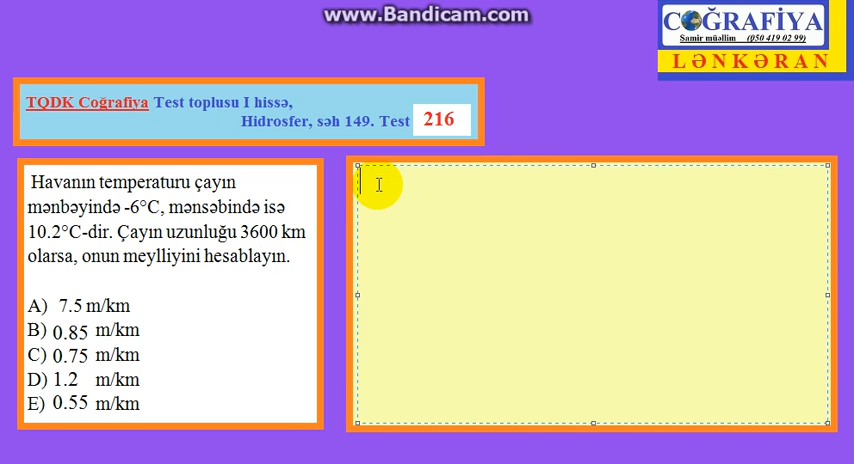 www.Bandicam.com
COĞRAFİYA
Samir müəllim (050 419 02 99)
LƏNKƏRAN
TQDK Coğrafiya Test toplusu I hissə,
Hidrosfer, səh 149. Test 216
Havanın temperaturu çayın
mənbəyində -6°C, mənsəbində isə
10.2°C-dir. Çayın uzunluğu 3600 km
olarsa, onun meylliyini hesablayın.
A) 7.5 m/km
B) 0.85 m/km
C) 0.75 m/km
D) 1.2 m/km
E) 0.55 m/km